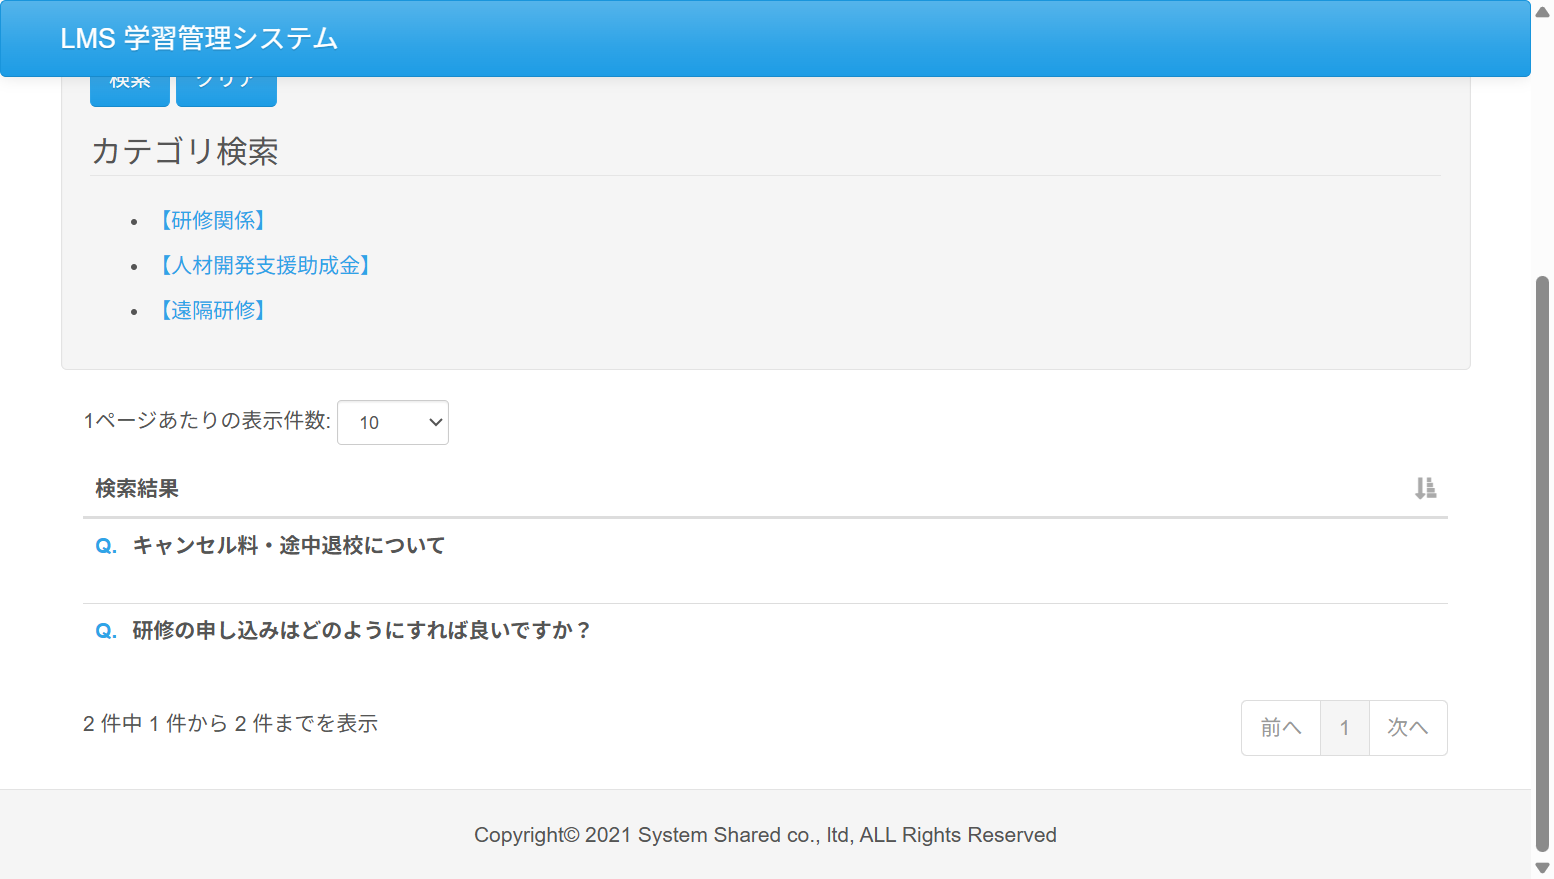 LMS 学習管理システム
検索 クリア
カテゴリ検索
【研修関係】
【人材開発支援助成金】
【遠隔研修】
1ページあたりの表示件数: 10
検索結果
Q. キャンセル料・途中退校について
Q. 研修の申し込みはどのようにすれば良いですか？
2 件中 1 件から 2 件までを表示
前へ 1 次へ
Copyright© 2021 System Shared co., ltd, ALL Rights Reserved